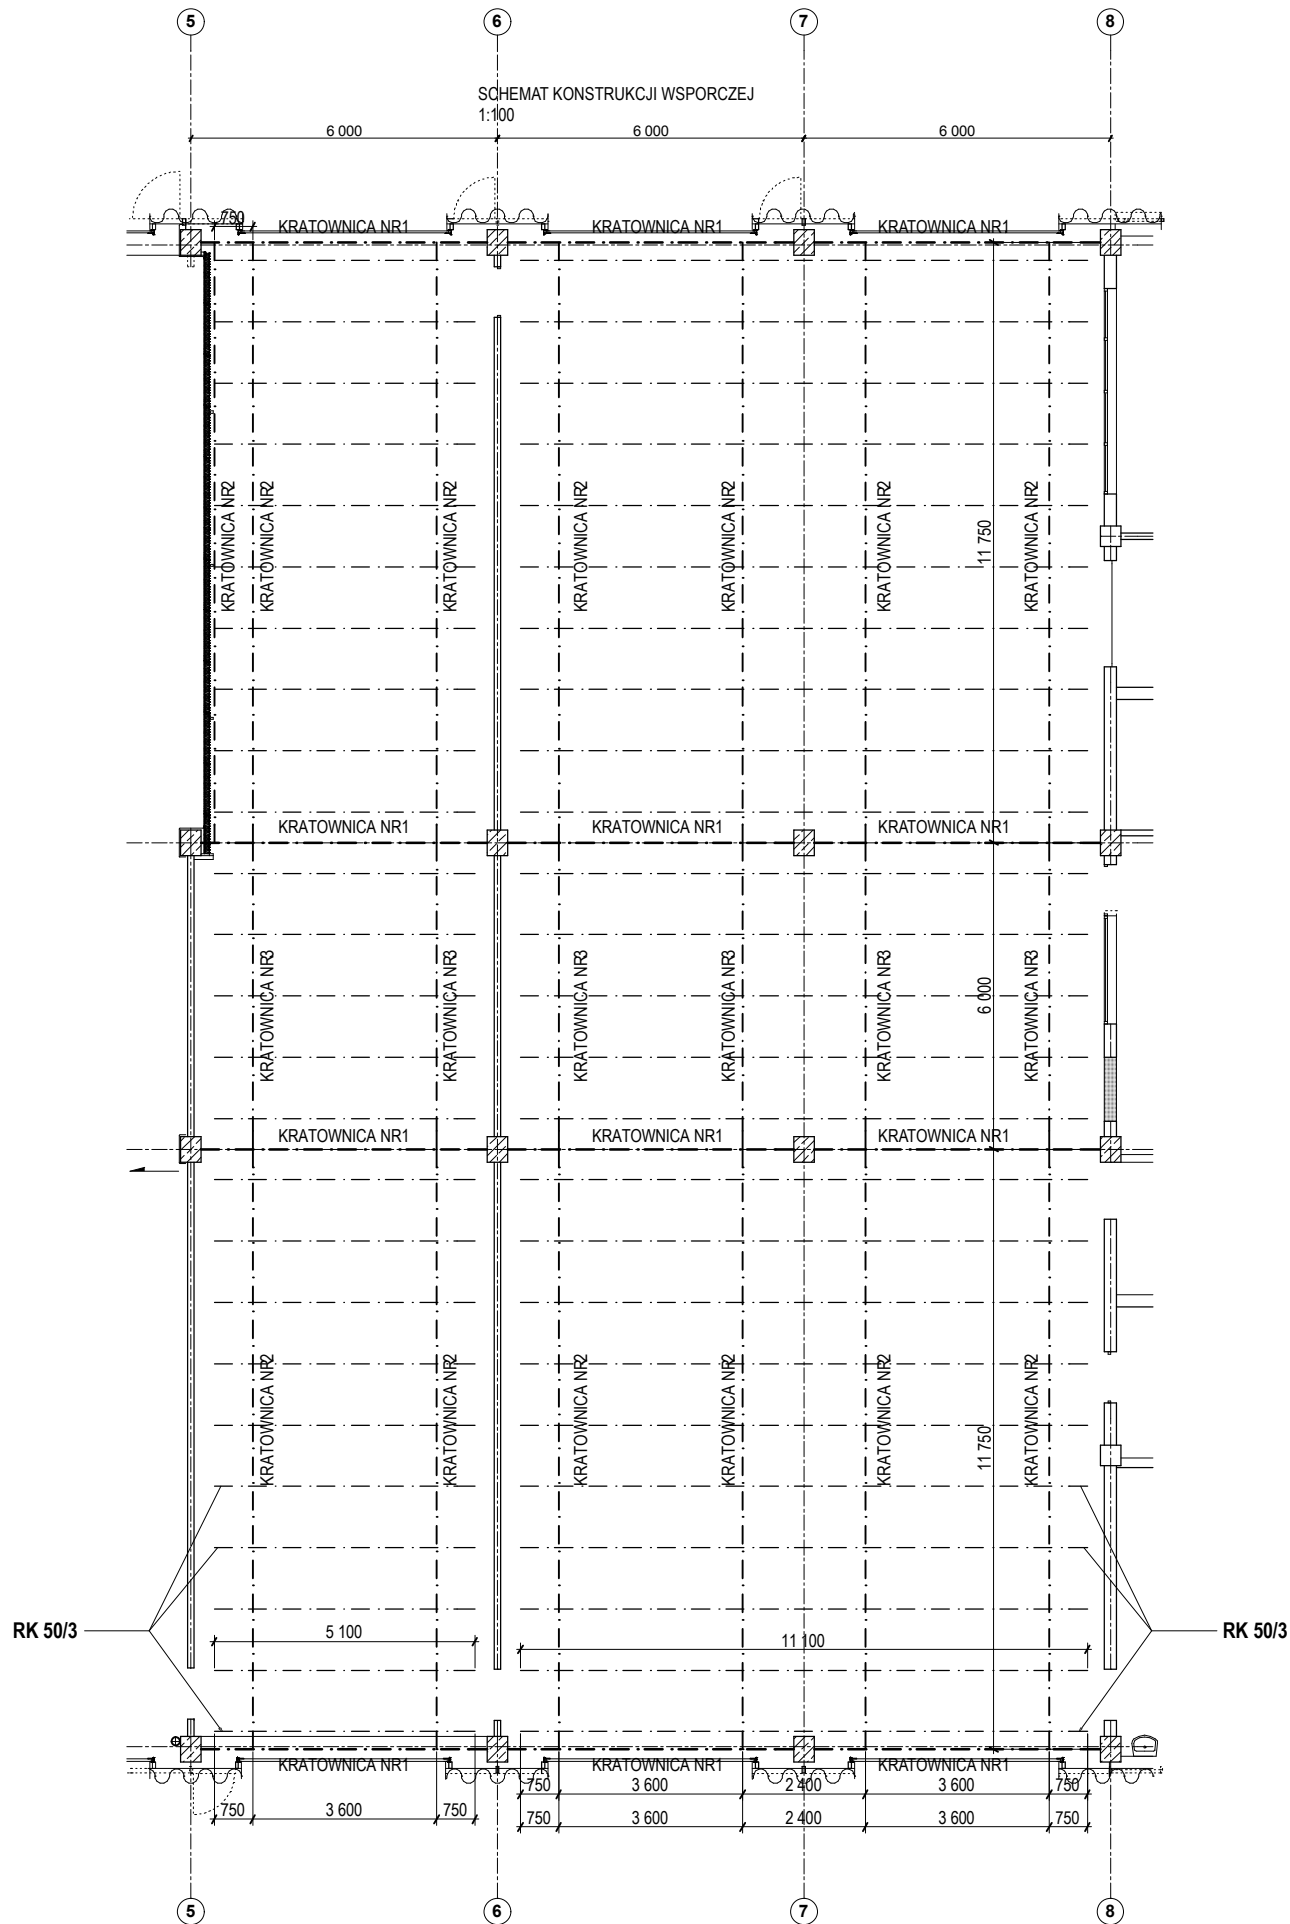 5 6 7 8
SCHEMAT KONSTRUKCJI WSPORCZEJ
1:100
6 000 6 000 6 000
750
KRATOWNICA NR1 KRATOWNICA NR1 KRATOWNICA NR1
KRATOWNICA NR2 KRATOWNICA NR2 KRATOWNICA NR2 KRATOWNICA NR2 KRATOWNICA NR2 KRATOWNICA NR2 KRATOWNICA NR2
11 750
KRATOWNICA NR1 KRATOWNICA NR1 KRATOWNICA NR1
KRATOWNICA NR3 KRATOWNICA NR3 KRATOWNICA NR3 KRATOWNICA NR3 KRATOWNICA NR3 KRATOWNICA NR3
6 000
KRATOWNICA NR1 KRATOWNICA NR1 KRATOWNICA NR1
KRATOWNICA NR2 KRATOWNICA NR2 KRATOWNICA NR2 KRATOWNICA NR2 KRATOWNICA NR2 KRATOWNICA NR2
11 750
RK 50/3 RK 50/3
5 100 11 100
KRATOWNICA NR1 KRATOWNICA NR1 KRATOWNICA NR1
750 3 600 2 400 3 600 750
750 3 600 750
750 3 600 2 400 3 600 750
5 6 7 8